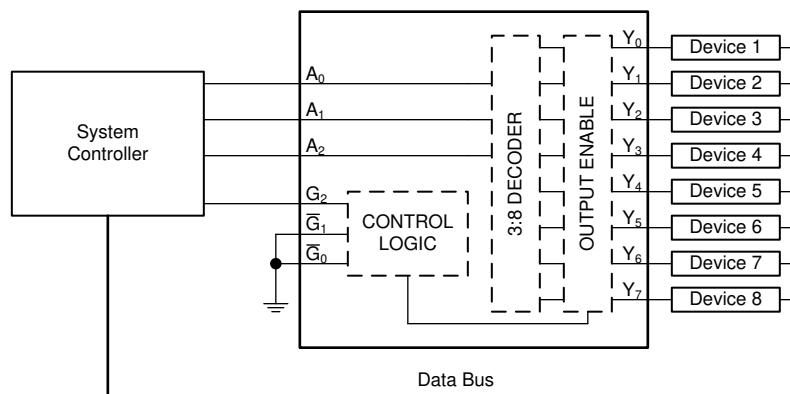 System
Controller
A0
A1
A2
G2
G̅1
G̅0
CONTROL
LOGIC
3:8 DECODER
OUTPUT ENABLE
Y0
Y1
Y2
Y3
Y4
Y5
Y6
Y7
Device 1
Device 2
Device 3
Device 4
Device 5
Device 6
Device 7
Device 8
Data Bus